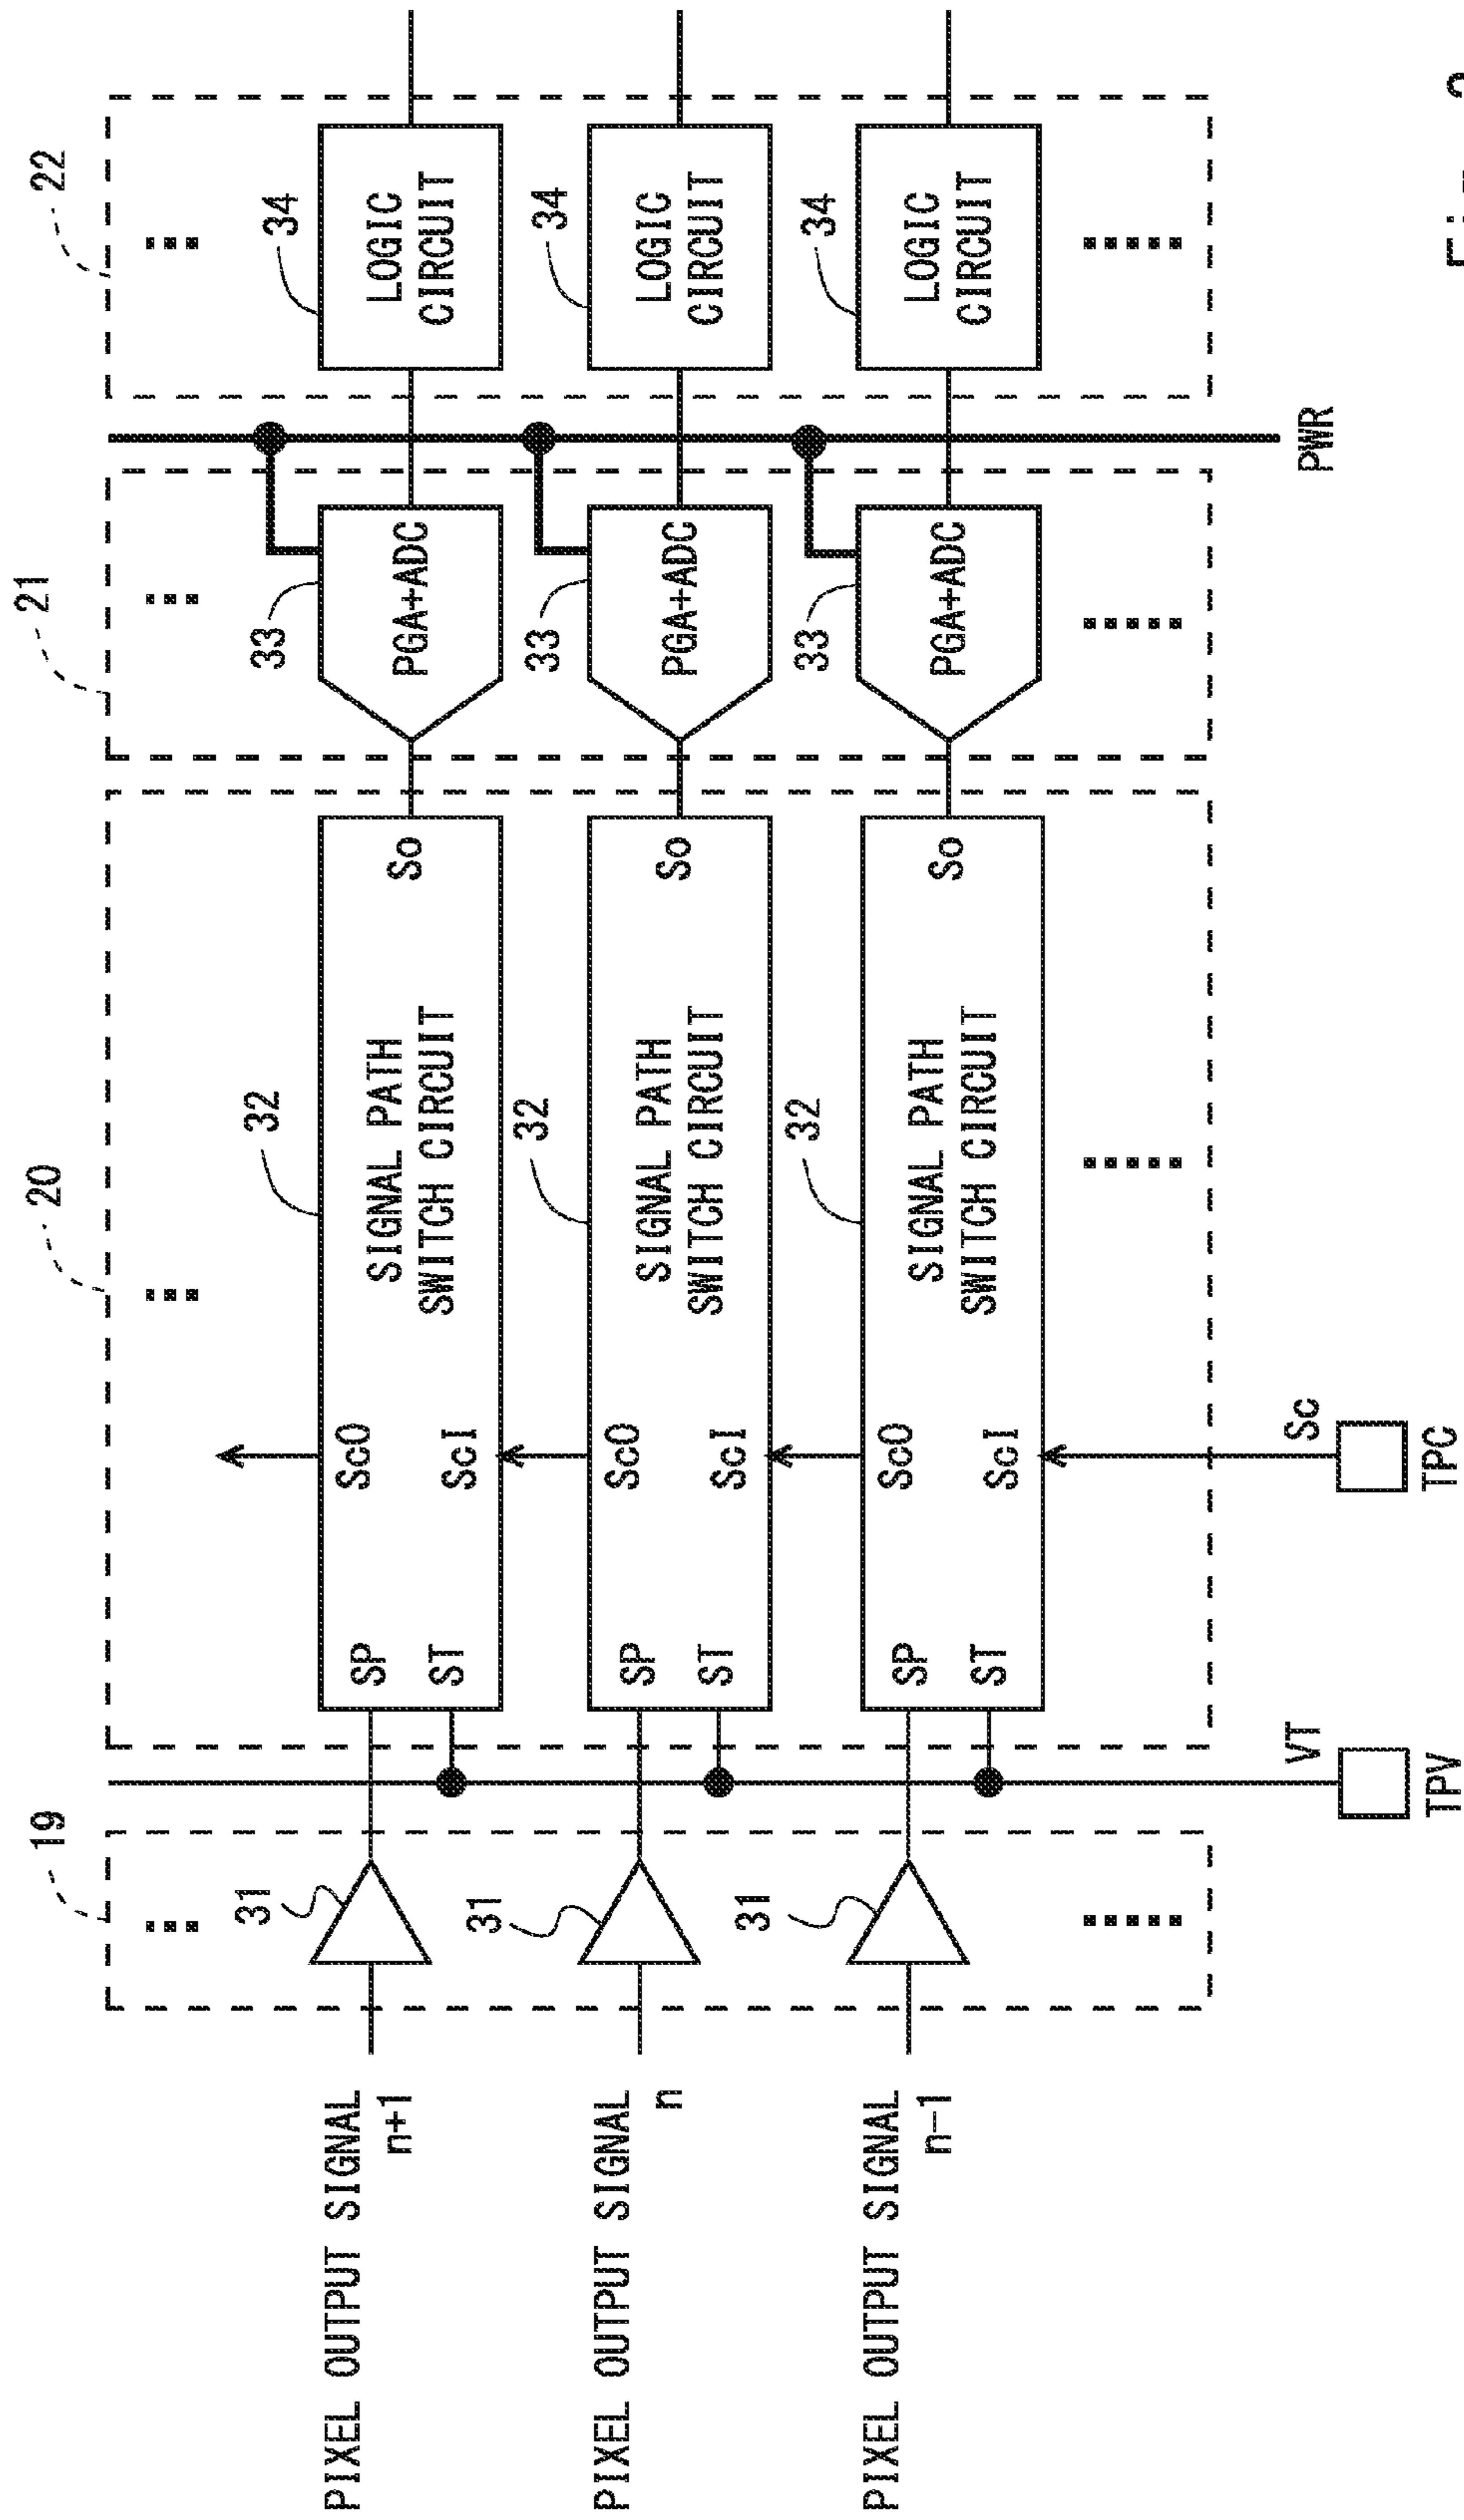 19
20
21
22
31
32
33
34
PIXEL OUTPUT SIGNAL
n+1
SP
ScO
SIGNAL PATH
SWITCH CIRCUIT
So
PGA+ADC
LOGIC
CIRCUIT
ST
ScI
31
32
33
34
PIXEL OUTPUT SIGNAL
n
SP
ScO
SIGNAL PATH
SWITCH CIRCUIT
So
PGA+ADC
LOGIC
CIRCUIT
ST
ScI
31
32
33
34
PIXEL OUTPUT SIGNAL
n-1
SP
ScO
SIGNAL PATH
SWITCH CIRCUIT
So
PGA+ADC
LOGIC
CIRCUIT
ST
ScI
VT
Sc
PWR
TPV
TPC